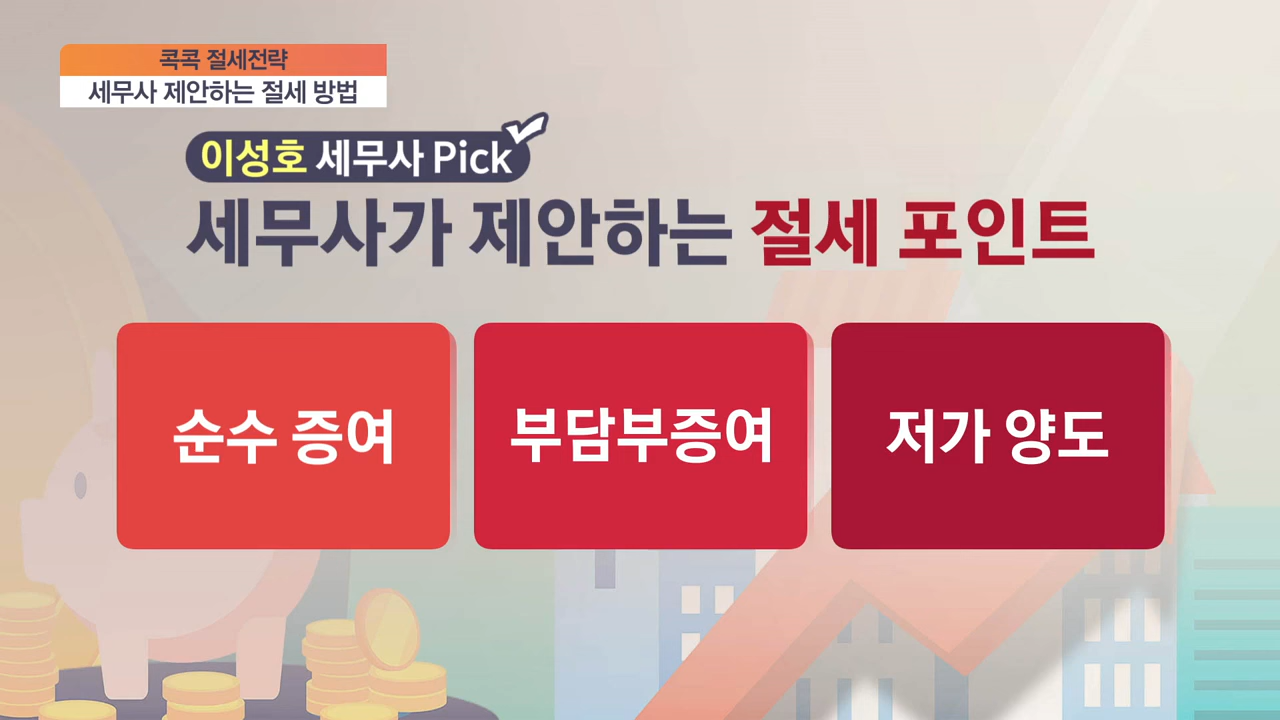 콕콕 절세전략
세무사 제안하는 절세 방법
이성호 세무사 Pick
세무사가 제안하는 절세 포인트
순수 증여
부담부증여
저가 양도